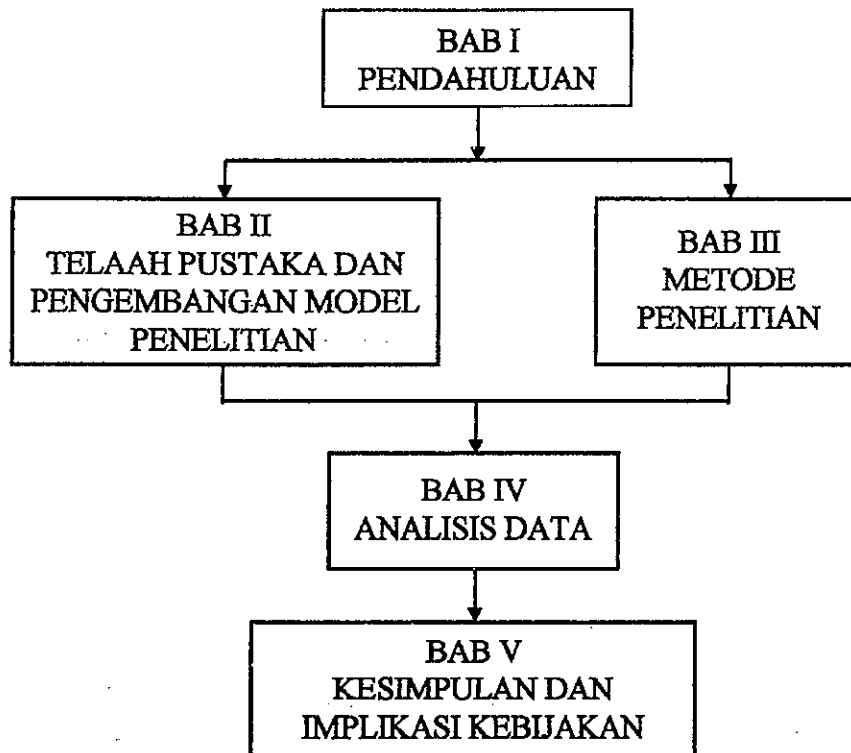 BAB I
PENDAHULUAN
BAB II
TELAAH PUSTAKA DAN
PENGEMBANGAN MODEL
PENELITIAN
BAB III
METODE
PENELITIAN
BAB IV
ANALISIS DATA
BAB V
KESIMPULAN DAN
IMPLIKASI KEBIJAKAN